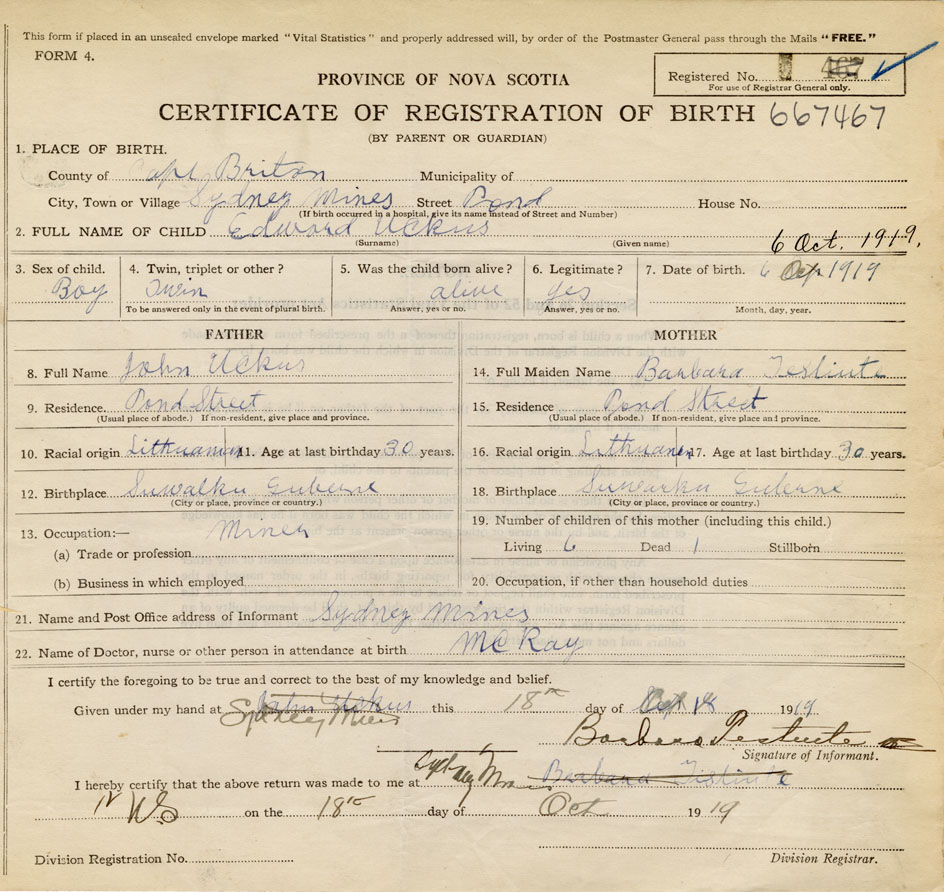 This form if placed in an unsealed envelope marked "Vital Statistics" and properly addressed will, by order of the Postmaster General pass through the Mails "FREE."
FORM 4.
Registered No. 467
For use of Registrar General only.
PROVINCE OF NOVA SCOTIA
CERTIFICATE OF REGISTRATION OF BIRTH 667467
(BY PARENT OR GUARDIAN)
1. PLACE OF BIRTH.
County of Cape Briton Municipality of
City, Town or Village Sydney Mines Street Pond House No.
(If birth occurred in a hospital, give its name instead of Street and Number)
2. FULL NAME OF CHILD Edward Uckus 6 Oct. 1919.
(Surname) (Given name)
3. Sex of child. 4. Twin, triplet or other? 5. Was the child born alive? 6. Legitimate? 7. Date of birth. 6 1919
Boy Twin alive yes
To be answered only in the event of plural birth. Answer, yes or no. Answer, yes or no. Month, day, year.
FATHER MOTHER
8. Full Name John Uckus 14. Full Maiden Name Barbara Testiute
9. Residence. Pond Street 15. Residence Pond Street
(Usual place of abode.) If non-resident, give place and province. (Usual place of abode.) If non-resident, give place and province.
10. Racial origin Lithuanian 11. Age at last birthday 30 years. 16. Racial origin Lithuanen 17. Age at last birthday 30 years.
12. Birthplace Suwalku Guberne 18. Birthplace Suwarku Guberne
(City or place, province or country.) (City or place, province or country.)
13. Occupation:— Miner 19. Number of children of this mother (including this child.)
(a) Trade or profession Living 6 Dead 1 Stillborn
(b) Business in which employed 20. Occupation, if other than household duties
21. Name and Post Office address of Informant Sydney Mines
22. Name of Doctor, nurse or other person in attendance at birth McKay
I certify the foregoing to be true and correct to the best of my knowledge and belief.
Given under my hand at John Uckus Sydney Mines this 18th day of 1919
Barbara Testiute
Signature of Informant.
I hereby certify that the above return was made to me at Sydney Mines Barbara Tistiute
on the 18th day of Oct 1919
Division Registration No. Division Registrar.